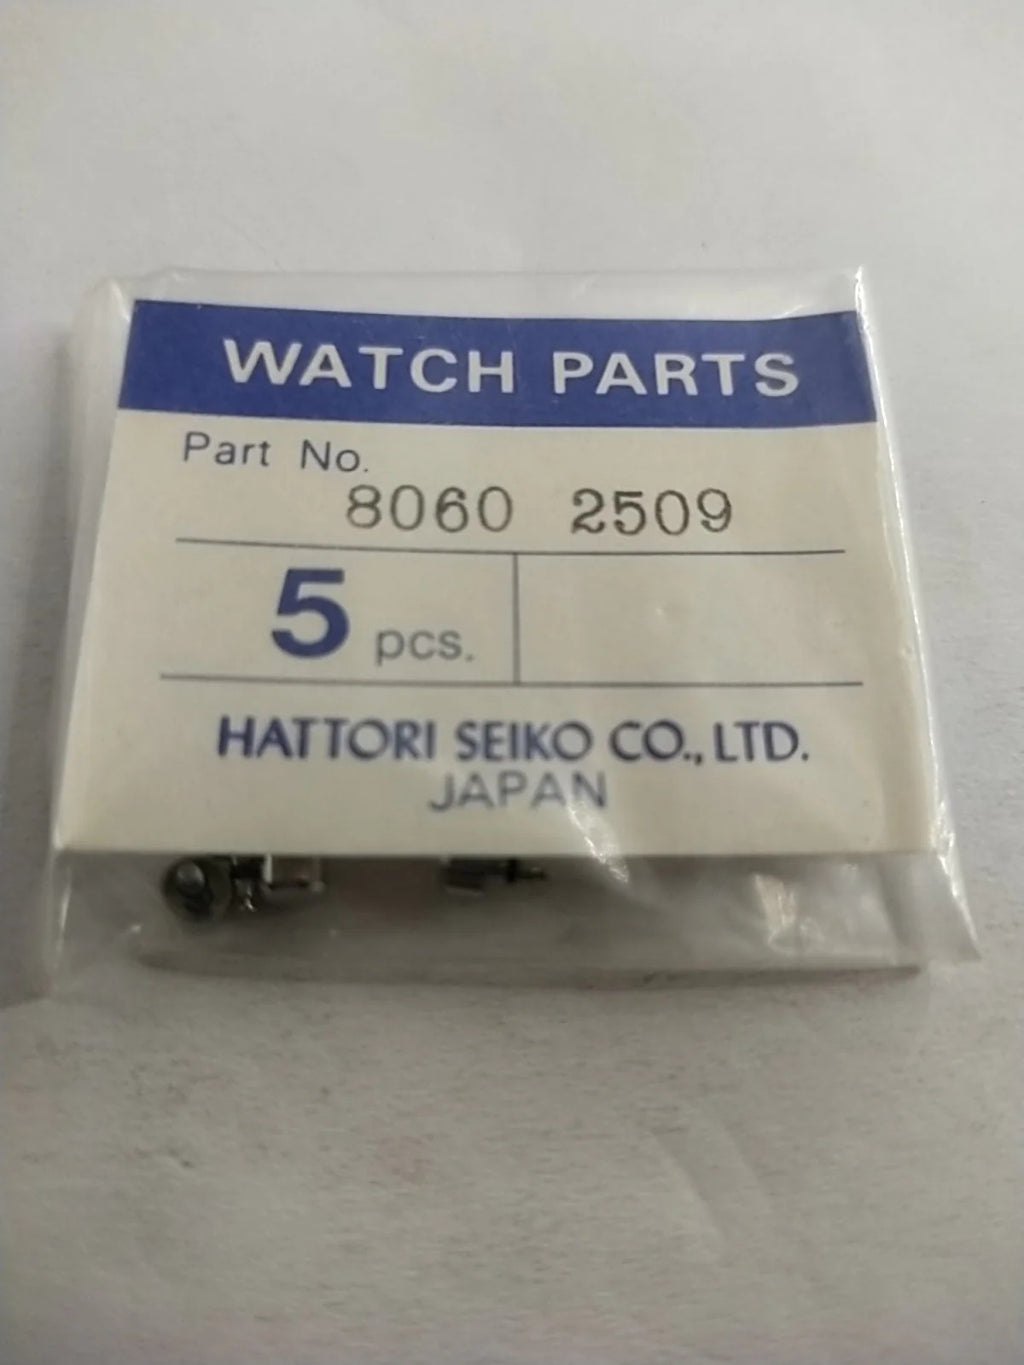 WATCH PARTS
Part No.
8060 2509
5 pcs.
HATTORI SEIKO CO., LTD.
JAPAN